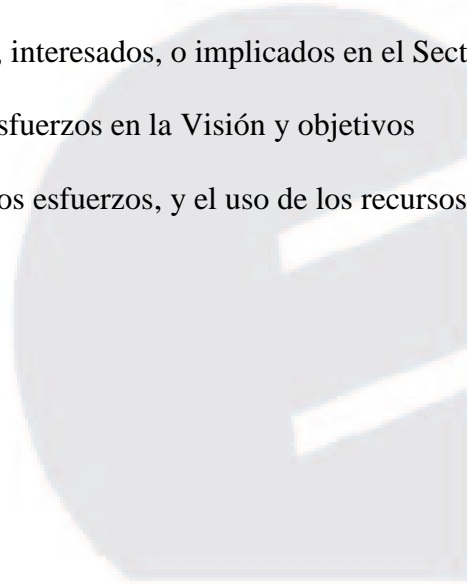 , interesados, o implicados en el Sect
sfuerzos en la Visión y objetivos
os esfuerzos, y el uso de los recursos